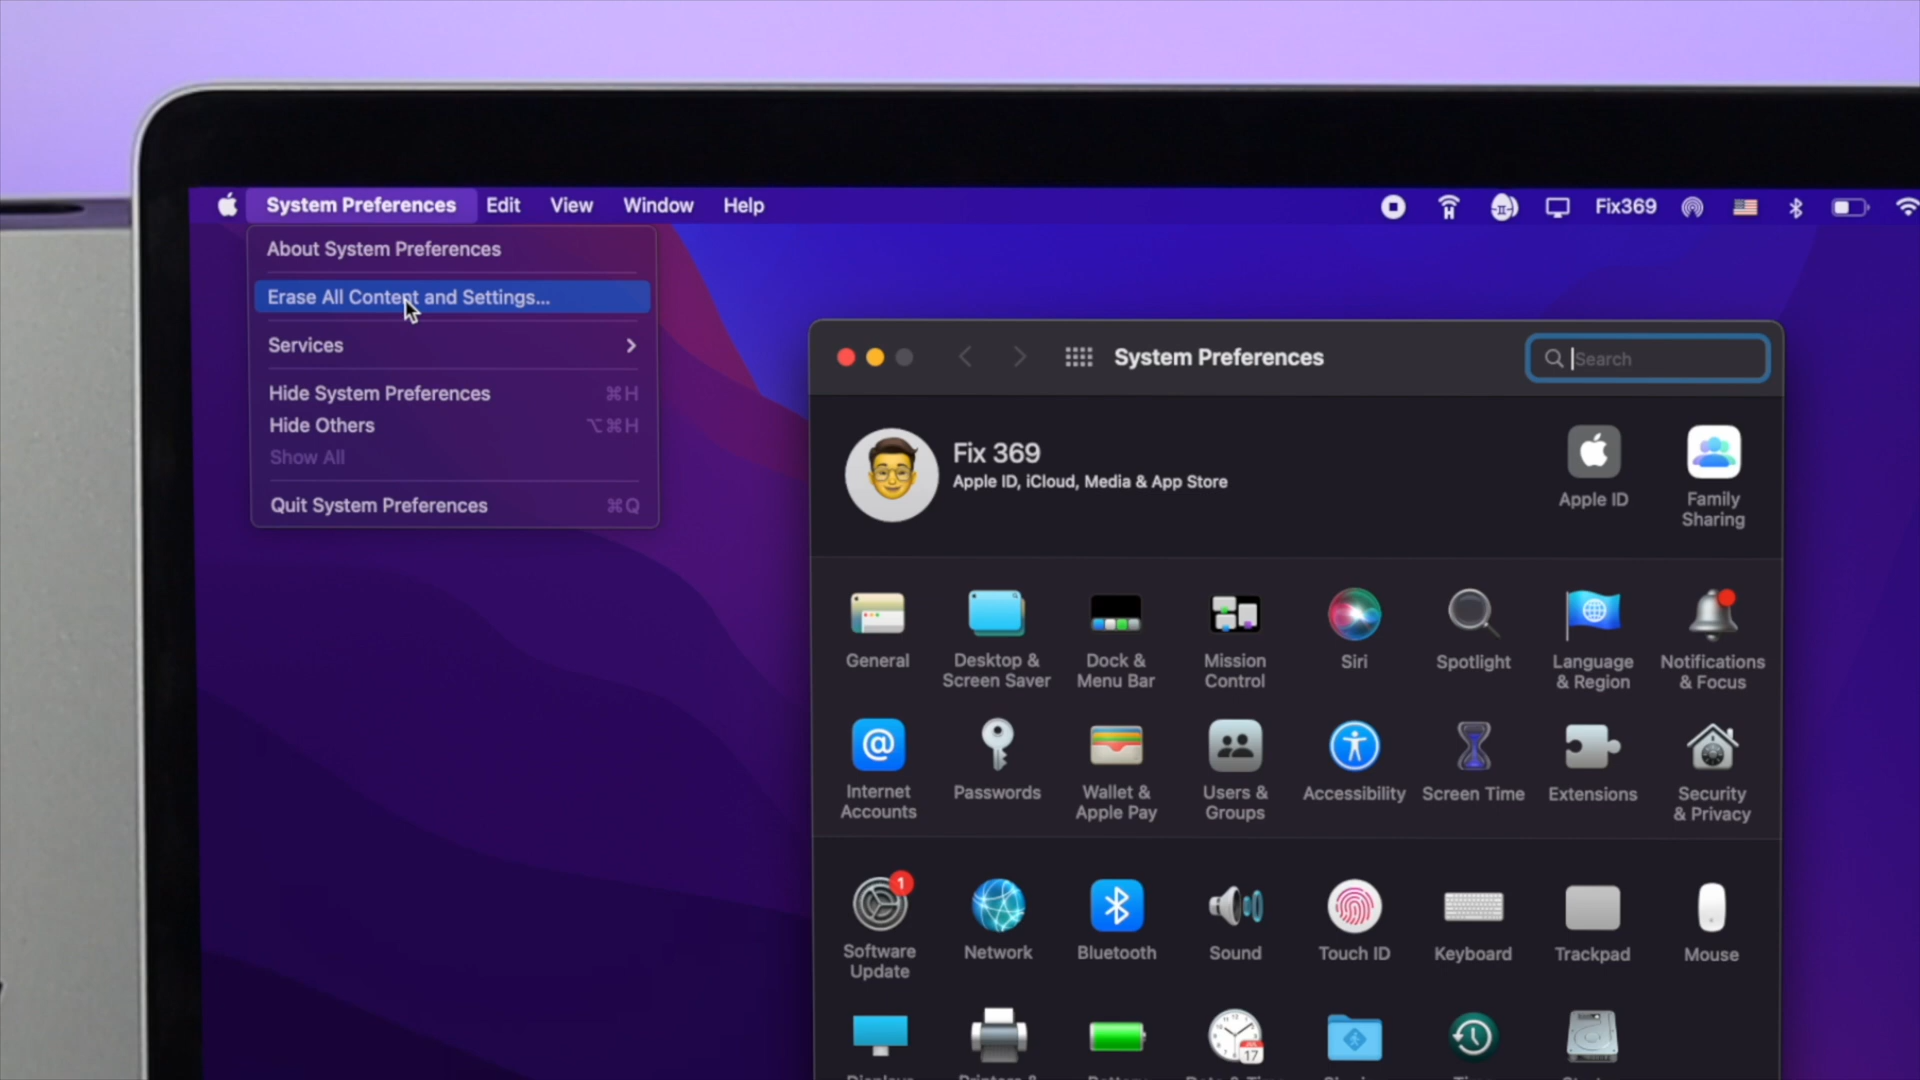 System Preferences Edit View Window Help Fix369
About System Preferences
Erase All Content and Settings...
Services
Hide System Preferences ⌘H
Hide Others ⌥⌘H
Show All
Quit System Preferences ⌘Q
System Preferences
Search
Fix 369
Apple ID, iCloud, Media & App Store
Apple ID
Family
Sharing
General
Desktop &
Screen Saver
Dock &
Menu Bar
Mission
Control
Siri
Spotlight
Language
& Region
Notifications
& Focus
Internet
Accounts
Passwords
Wallet &
Apple Pay
Users &
Groups
Accessibility
Screen Time
Extensions
Security
& Privacy
1
Software
Update
Network
Bluetooth
Sound
Touch ID
Keyboard
Trackpad
Mouse
17